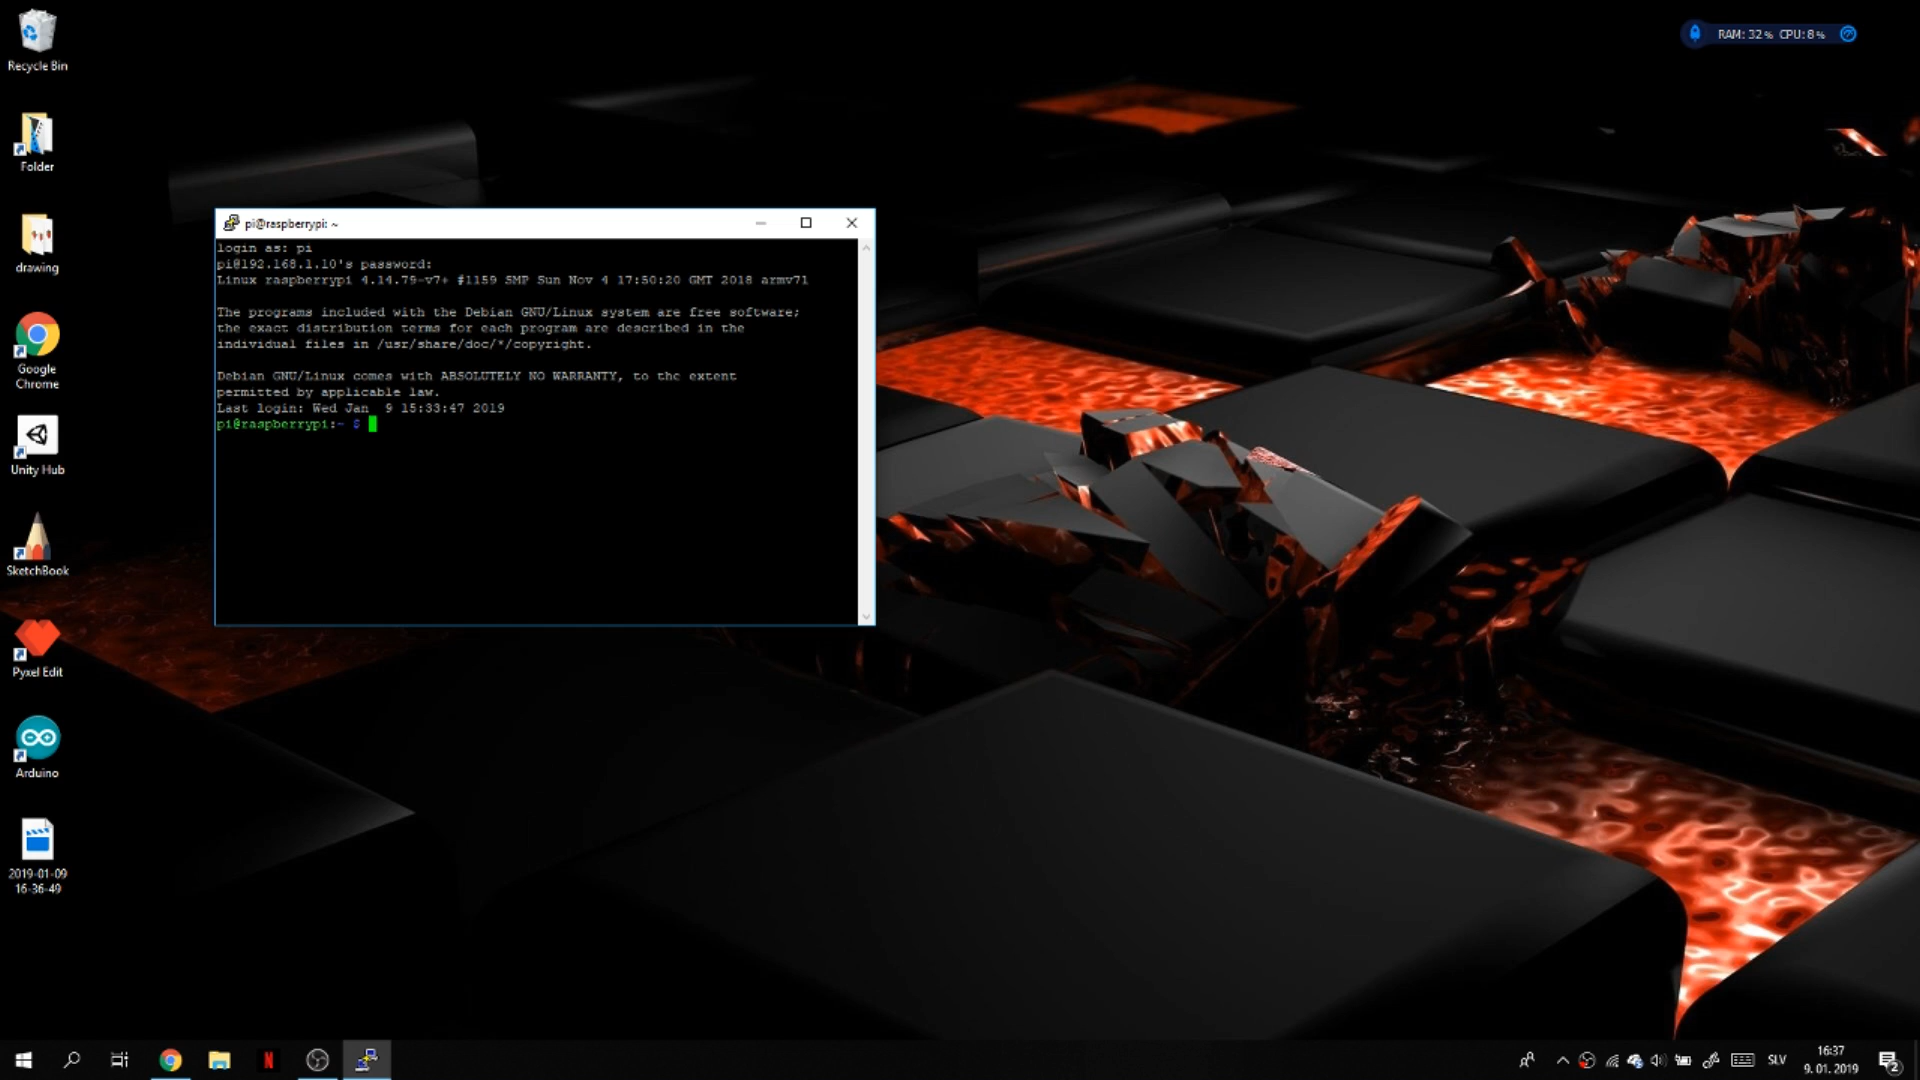 Recycle Bin
Folder
drawing
Google
Chrome
Unity Hub
SketchBook
Pyxel Edit
Arduino
2019-01-09
16-36-49
RAM: 32% CPU: 8%
pi@raspberrypi: ~
login as: pi
pi@192.168.1.10's password:
Linux raspberrypi 4.14.79-v7+ #1159 SMP Sun Nov 4 17:50:20 GMT 2018 armv7l
The programs included with the Debian GNU/Linux system are free software;
the exact distribution terms for each program are described in the
individual files in /usr/share/doc/*/copyright.
Debian GNU/Linux comes with ABSOLUTELY NO WARRANTY, to the extent
permitted by applicable law.
Last login: Wed Jan  9 15:33:47 2019
pi@raspberrypi:~ $
N
SLV
16:37
9. 01. 2019
2